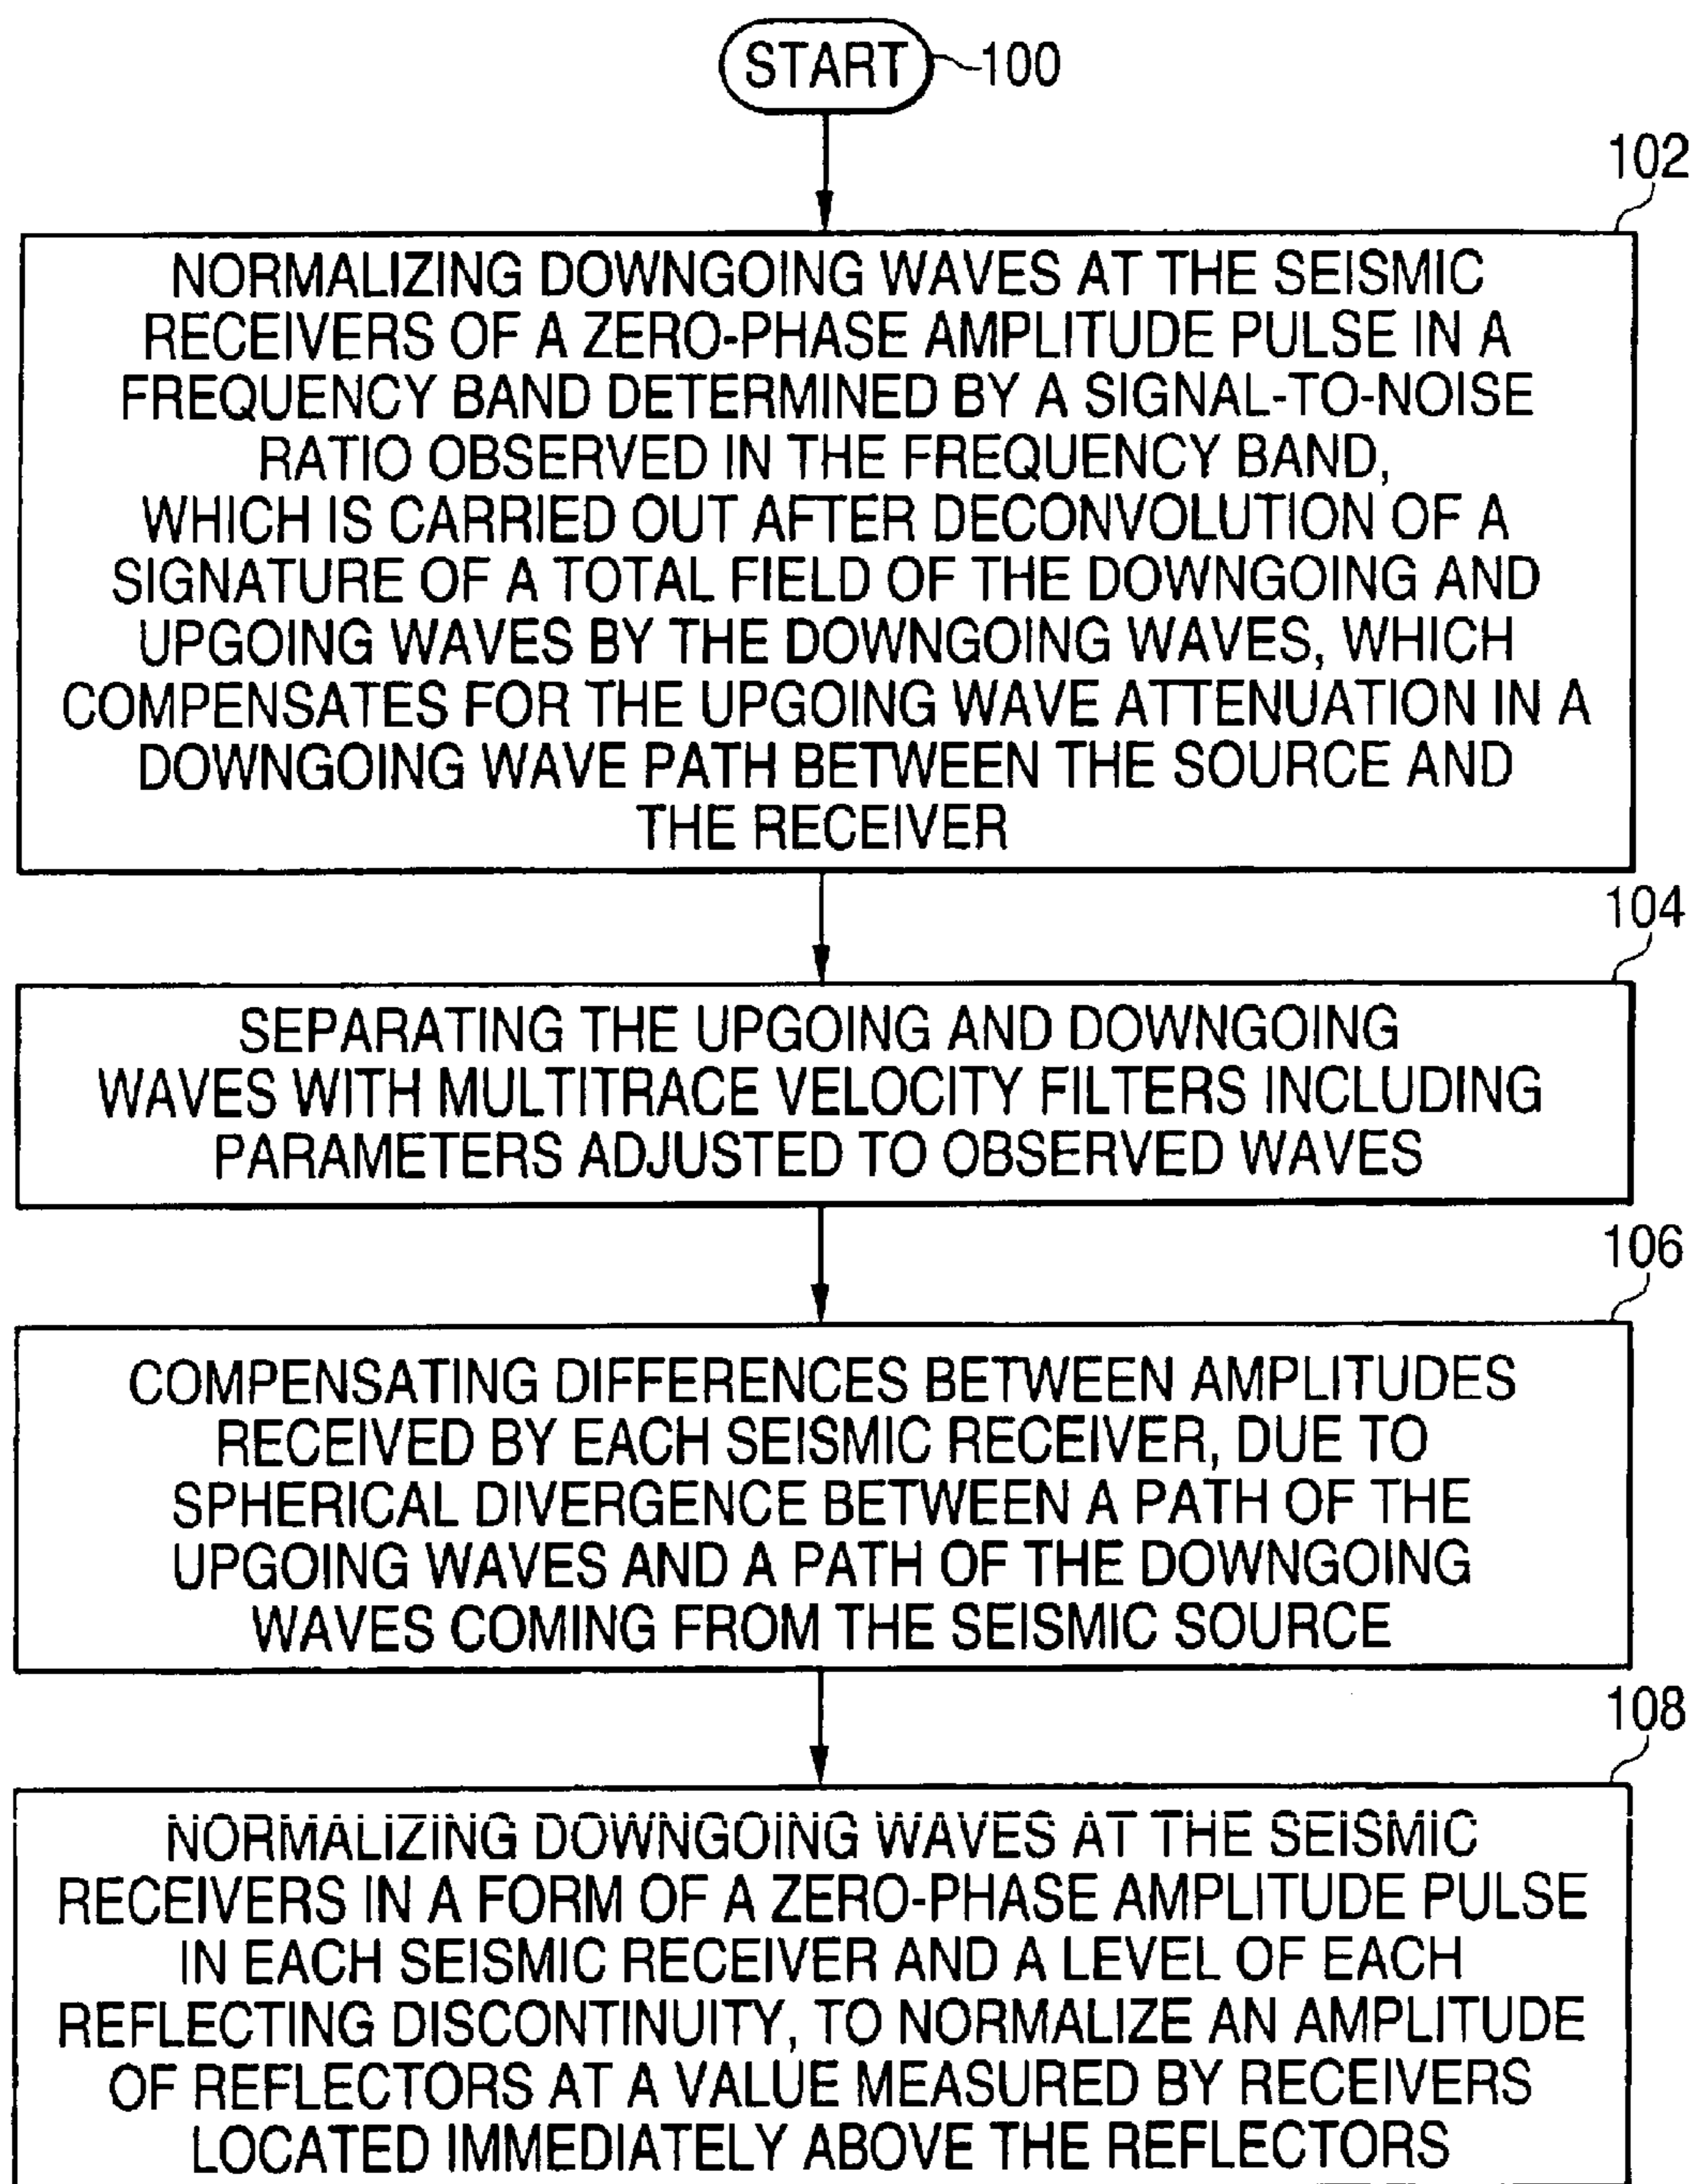 START
100
102
NORMALIZING DOWNGOING WAVES AT THE SEISMIC
RECEIVERS OF A ZERO-PHASE AMPLITUDE PULSE IN A
FREQUENCY BAND DETERMINED BY A SIGNAL-TO-NOISE
RATIO OBSERVED IN THE FREQUENCY BAND,
WHICH IS CARRIED OUT AFTER DECONVOLUTION OF A
SIGNATURE OF A TOTAL FIELD OF THE DOWNGOING AND
UPGOING WAVES BY THE DOWNGOING WAVES, WHICH
COMPENSATES FOR THE UPGOING WAVE ATTENUATION IN A
DOWNGOING WAVE PATH BETWEEN THE SOURCE AND
THE RECEIVER
104
SEPARATING THE UPGOING AND DOWNGOING
WAVES WITH MULTITRACE VELOCITY FILTERS INCLUDING
PARAMETERS ADJUSTED TO OBSERVED WAVES
106
COMPENSATING DIFFERENCES BETWEEN AMPLITUDES
RECEIVED BY EACH SEISMIC RECEIVER, DUE TO
SPHERICAL DIVERGENCE BETWEEN A PATH OF THE
UPGOING WAVES AND A PATH OF THE DOWNGOING
WAVES COMING FROM THE SEISMIC SOURCE
108
NORMALIZING DOWNGOING WAVES AT THE SEISMIC
RECEIVERS IN A FORM OF A ZERO-PHASE AMPLITUDE PULSE
IN EACH SEISMIC RECEIVER AND A LEVEL OF EACH
REFLECTING DISCONTINUITY, TO NORMALIZE AN AMPLITUDE
OF REFLECTORS AT A VALUE MEASURED BY RECEIVERS
LOCATED IMMEDIATELY ABOVE THE REFLECTORS